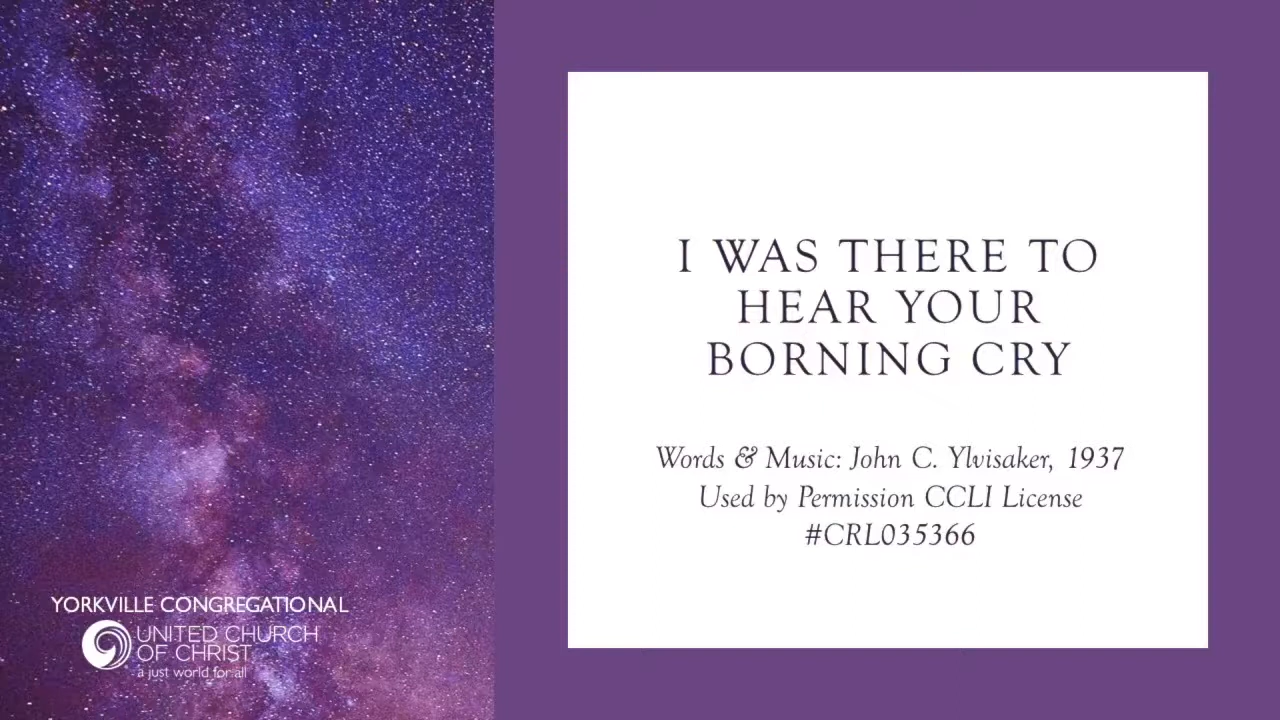 I WAS THERE TO
HEAR YOUR
BORNING CRY
Words & Music: John C. Ylvisaker, 1937
Used by Permission CCLI License
#CRL035366
YORKVILLE CONGREGATIONAL
UNITED CHURCH
OF CHRIST
a just world for all